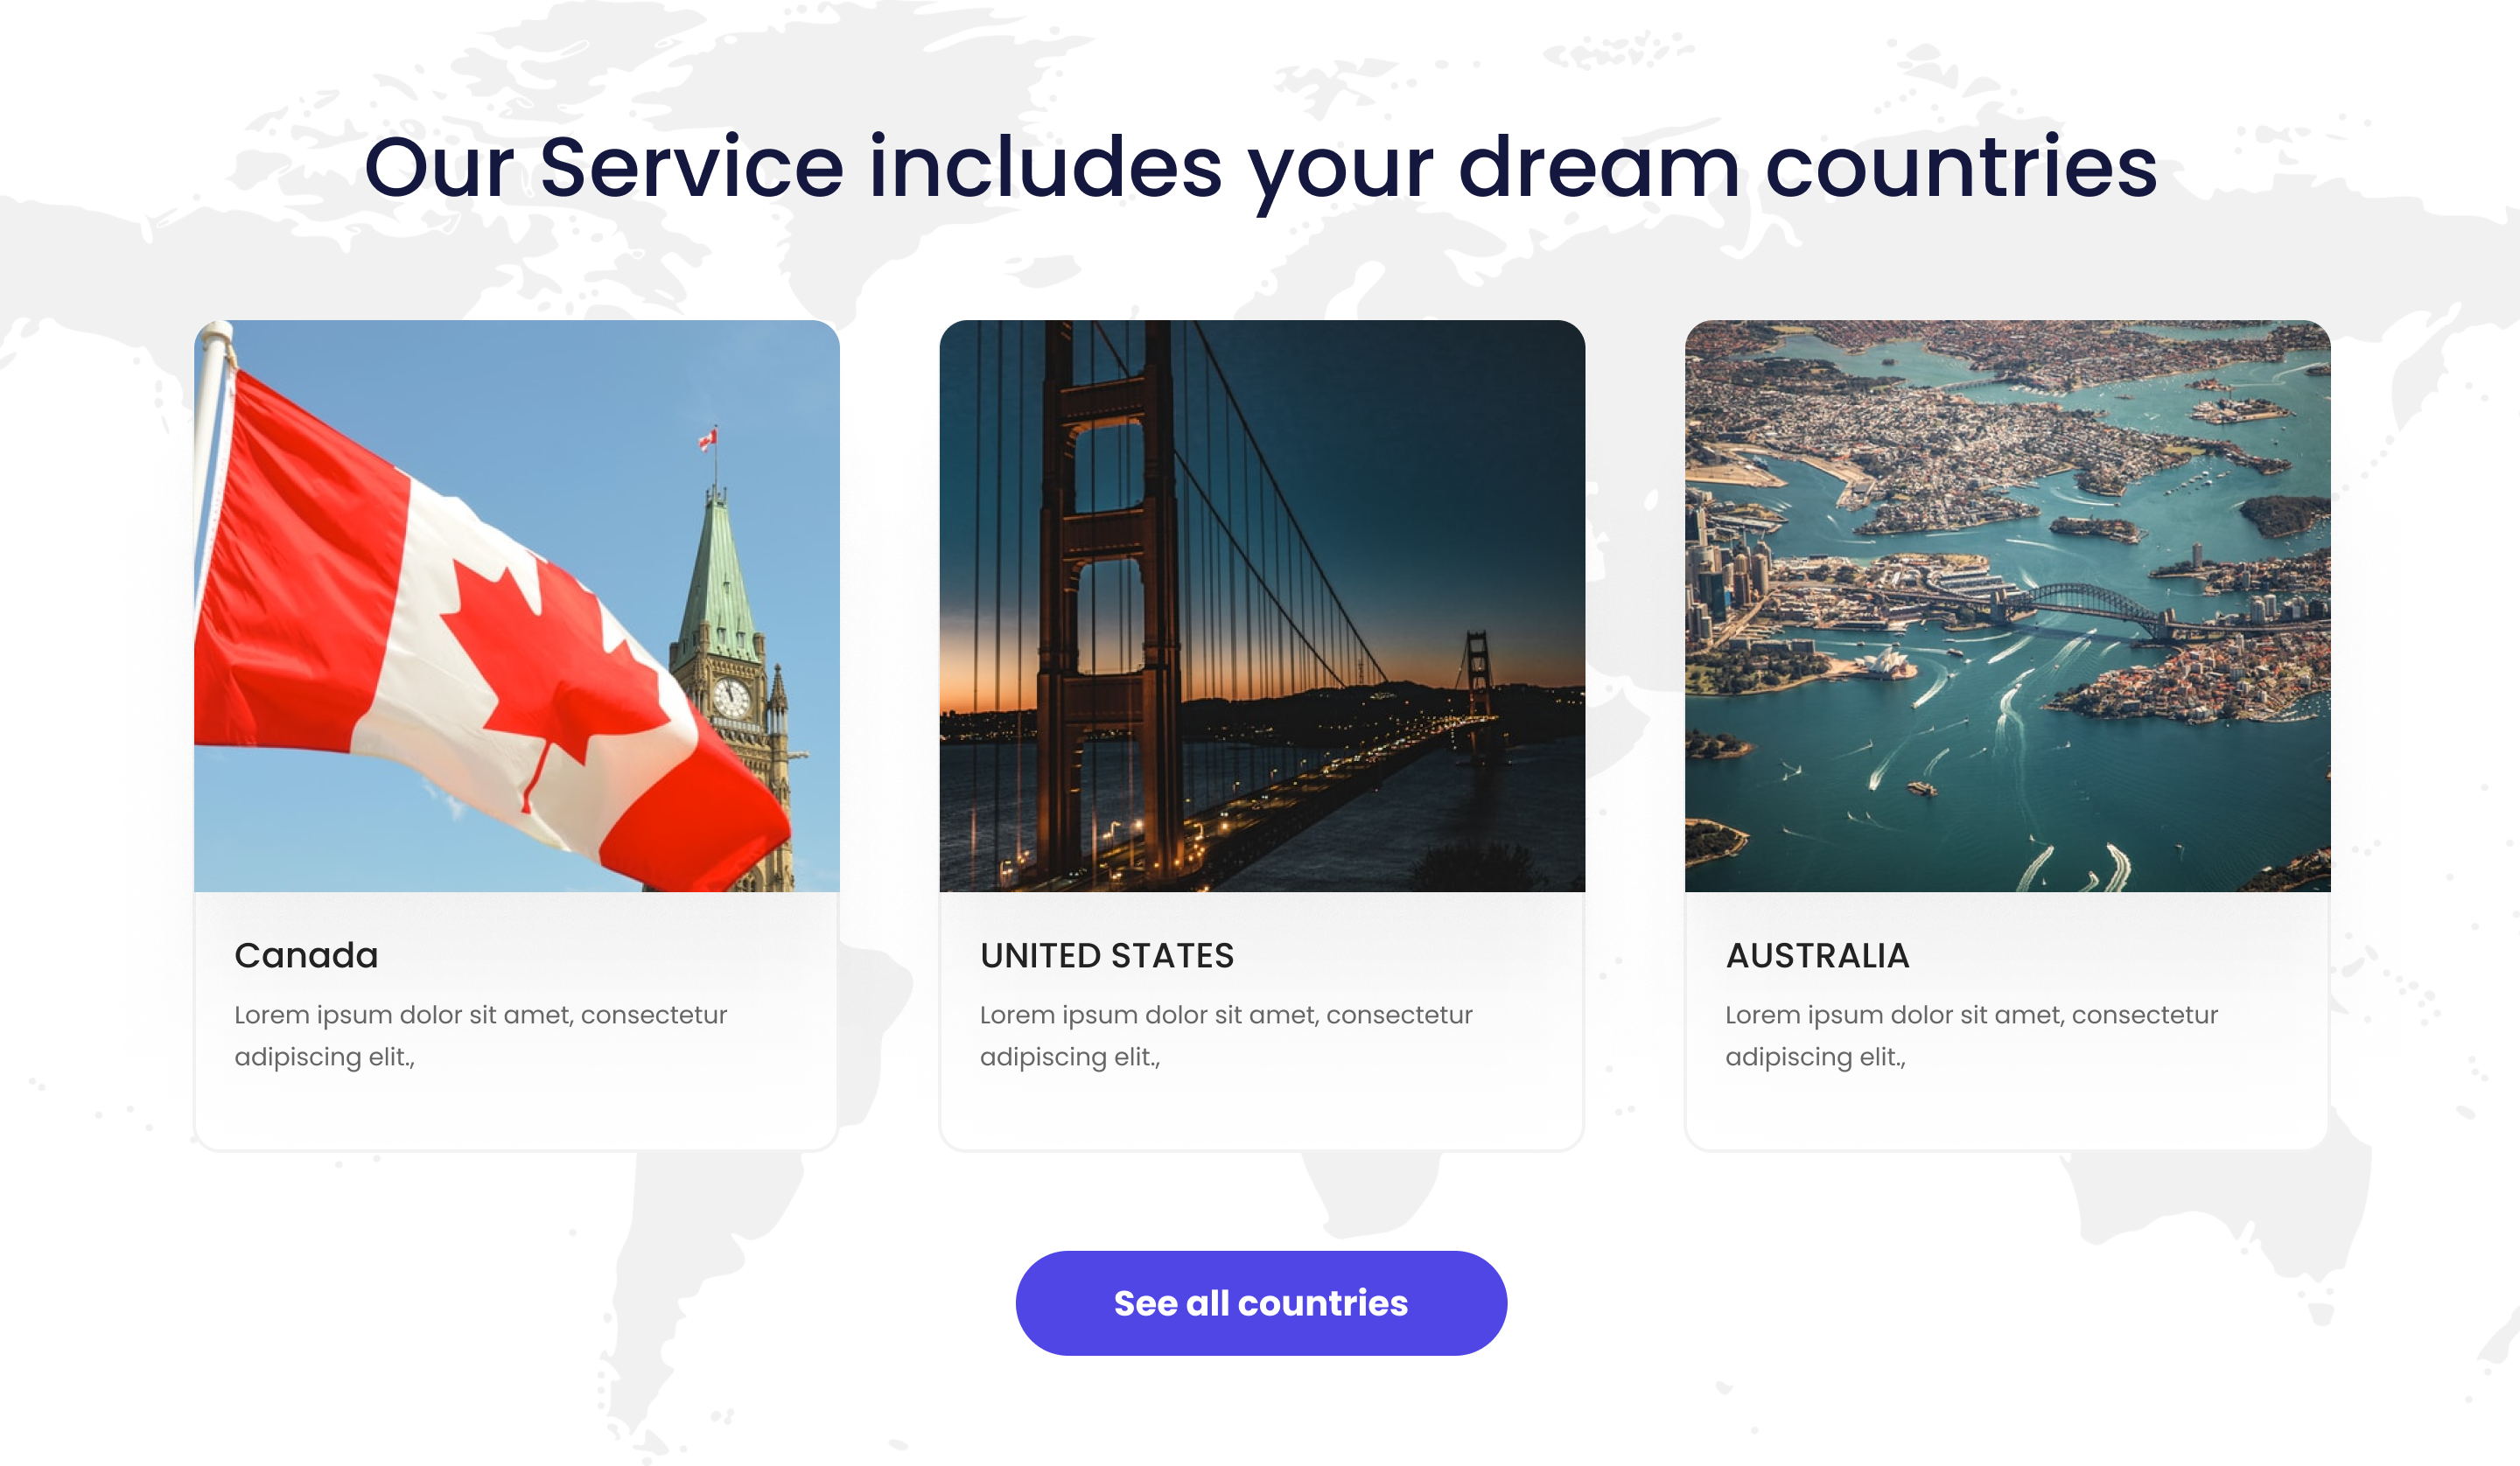 Our Service includes your dream countries
Canada
Lorem ipsum dolor sit amet, consectetur
adipiscing elit.,
UNITED STATES
Lorem ipsum dolor sit amet, consectetur
adipiscing elit.,
AUSTRALIA
Lorem ipsum dolor sit amet, consectetur
adipiscing elit.,
See all countries